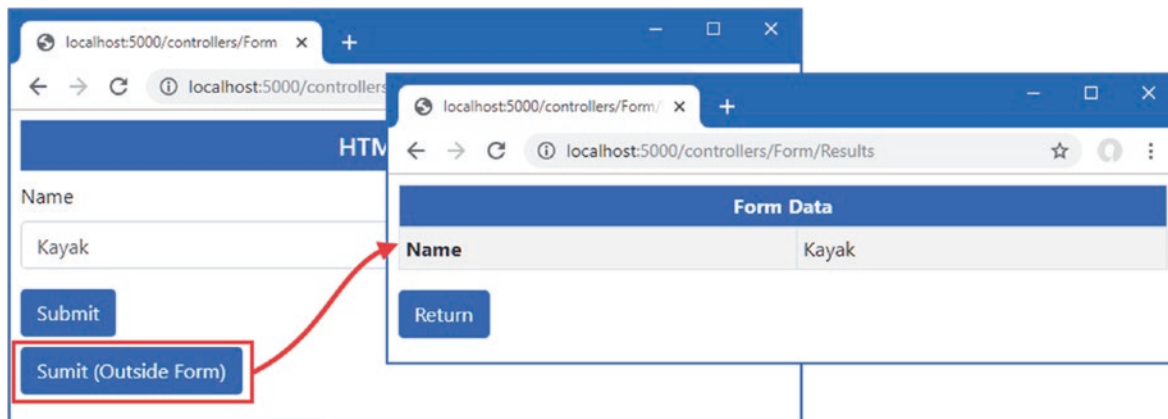 localhost:5000/controllers/Form
localhost:5000/controllers
HTM
Name
Kayak
Submit
Sumit (Outside Form)
localhost:5000/controllers/Form/
localhost:5000/controllers/Form/Results
Form Data
Name Kayak
Return